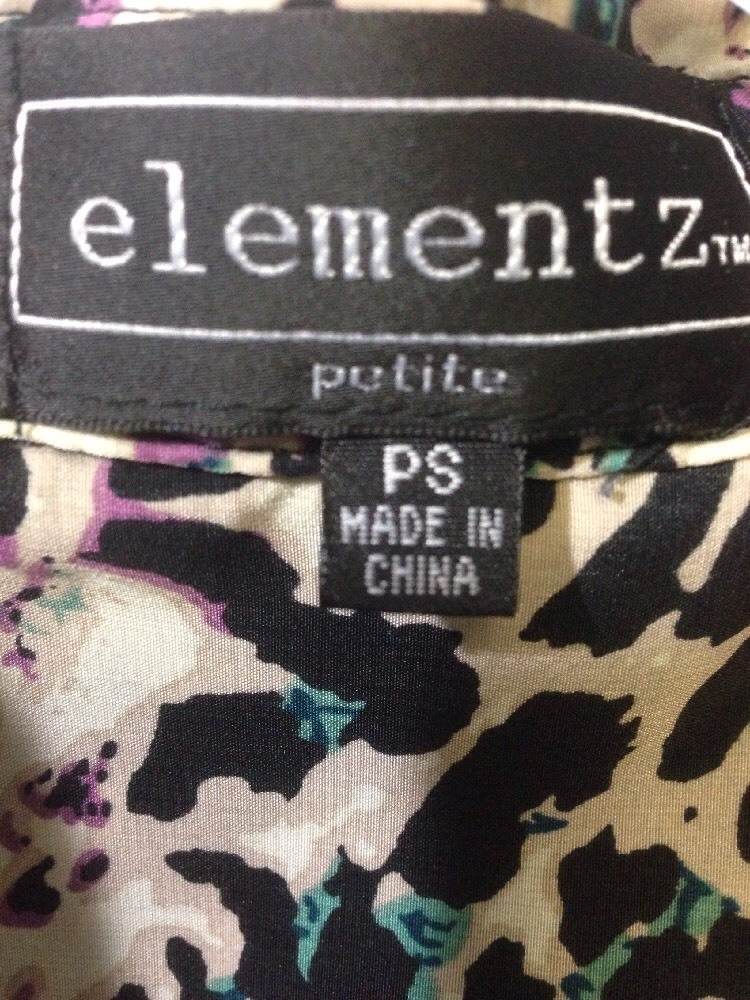 elementz™
petite
PS
MADE IN
CHINA